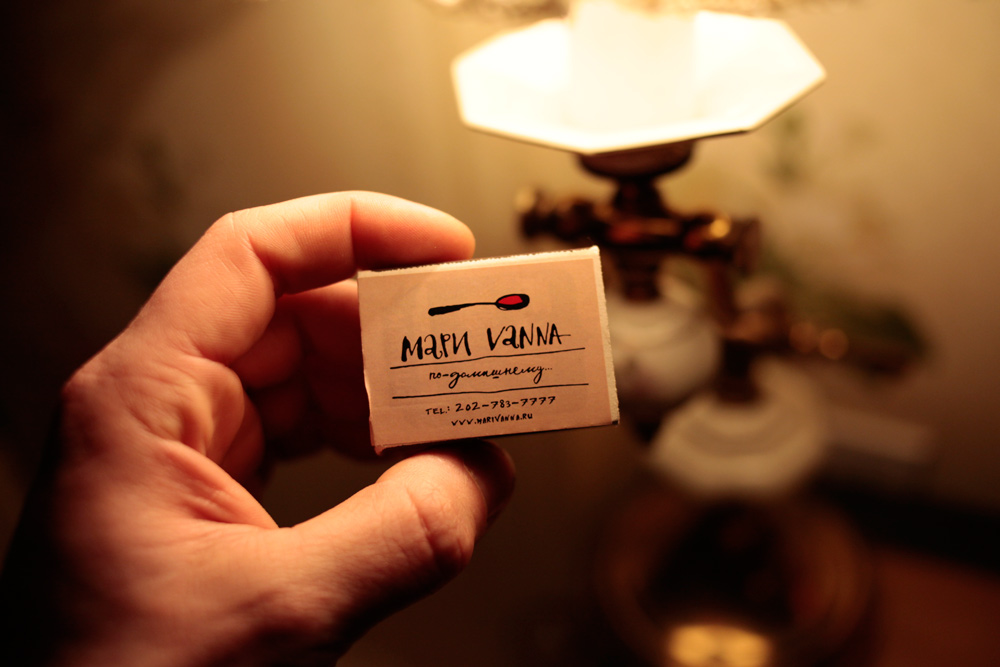 МАРИ VANNA
по-домашнему...
TEL: 202-783-7777
WWW.MARIVANNA.RU